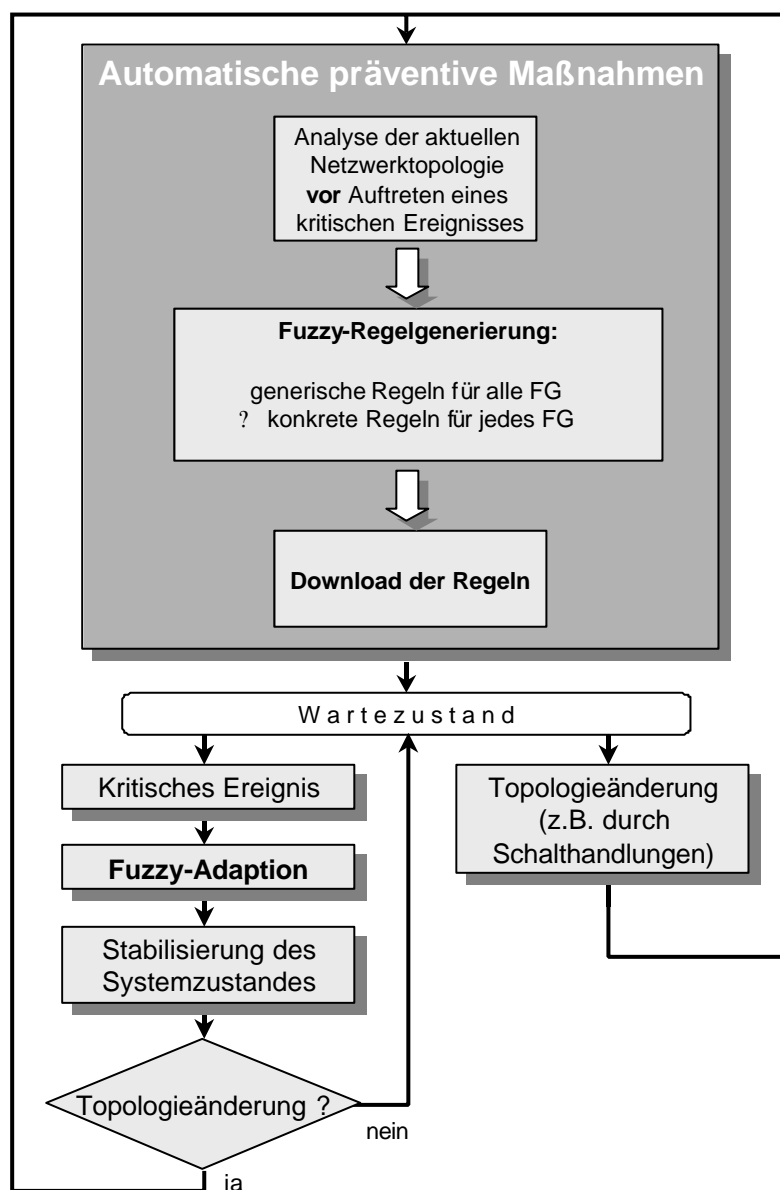 Automatische präventive Maßnahmen
Analyse der aktuellen
Netzwerktopologie
vor Auftreten eines
kritischen Ereignisses
Fuzzy-Regelgenerierung:
generische Regeln für alle FG
? konkrete Regeln für jedes FG
Download der Regeln
Wartezustand
Kritisches Ereignis
Fuzzy-Adaption
Stabilisierung des
Systemzustandes
Topologieänderung ?
nein
ja
Topologieänderung
(z.B. durch
Schalthandlungen)